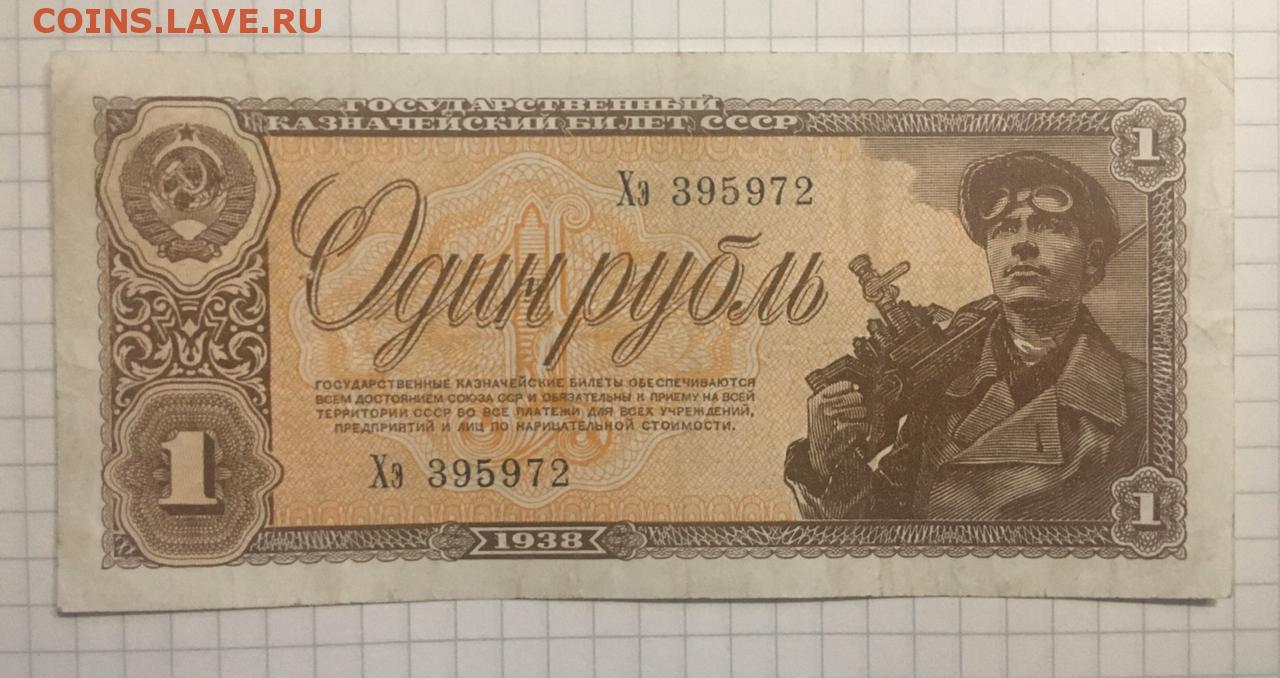 COINS.LAVE.RU
ГОСУДАРСТВЕННЫЙ
КАЗНАЧЕЙСКИЙ БИЛЕТ СССР
1
Хэ 395972
Один рубль
ГОСУДАРСТВЕННЫЕ КАЗНАЧЕЙСКИЕ БИЛЕТЫ ОБЕСПЕЧИВАЮТСЯ
ВСЕМ ДОСТОЯНИЕМ СОЮЗА ССР И ОБЯЗАТЕЛЬНЫ К ПРИЕМУ НА ВСЕЙ
ТЕРРИТОРИИ СССР ВО ВСЕ ПЛАТЕЖИ ДЛЯ ВСЕХ УЧРЕЖДЕНИЙ,
ПРЕДПРИЯТИЙ И ЛИЦ ПО НАРИЦАТЕЛЬНОЙ СТОИМОСТИ.
Хэ 395972
1
1
1938